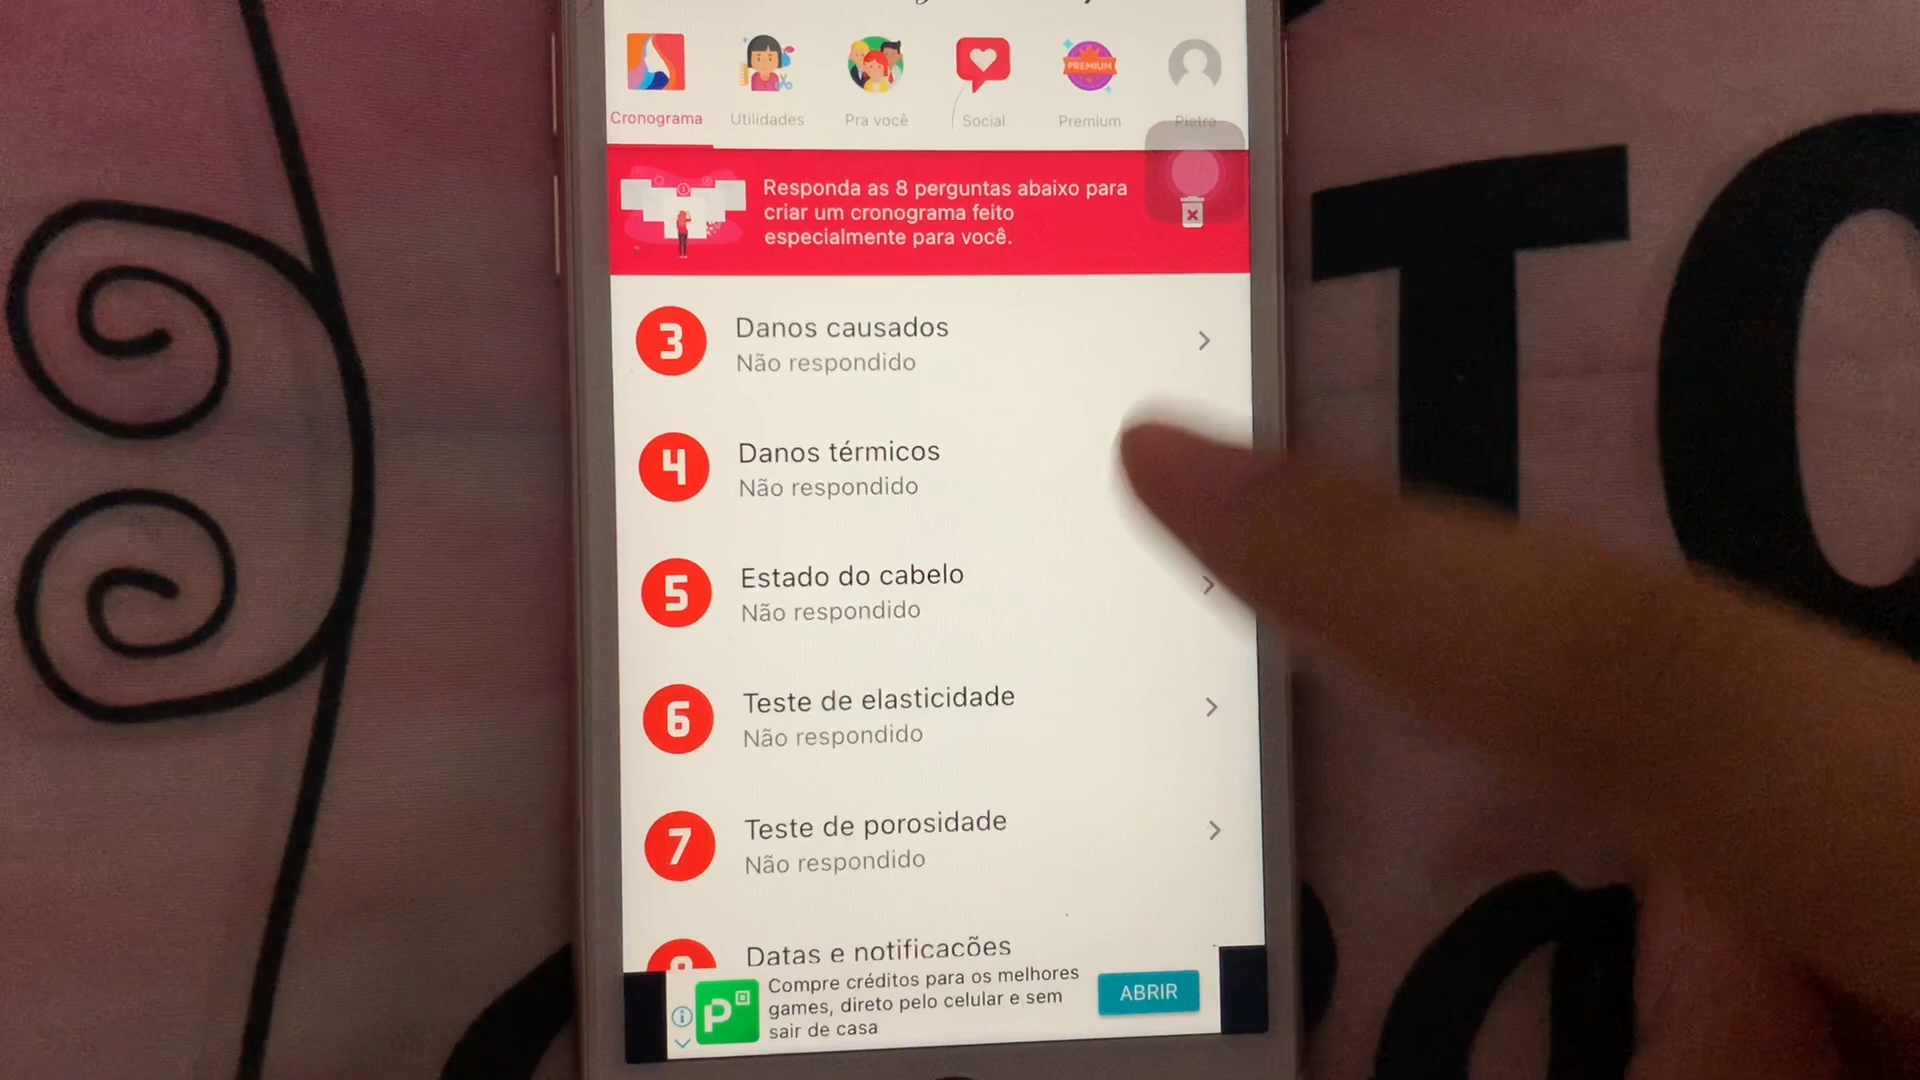 Cronograma
Utilidades
Pra você
Social
PREMIUM
Premium
Pietra
Responda as 8 perguntas abaixo para
criar um cronograma feito
especialmente para você.
3
Danos causados
Não respondido
4
Danos térmicos
Não respondido
5
Estado do cabelo
Não respondido
6
Teste de elasticidade
Não respondido
7
Teste de porosidade
Não respondido
8
Datas e notificações
Compre créditos para os melhores
games, direto pelo celular e sem
sair de casa
ABRIR
P
TO